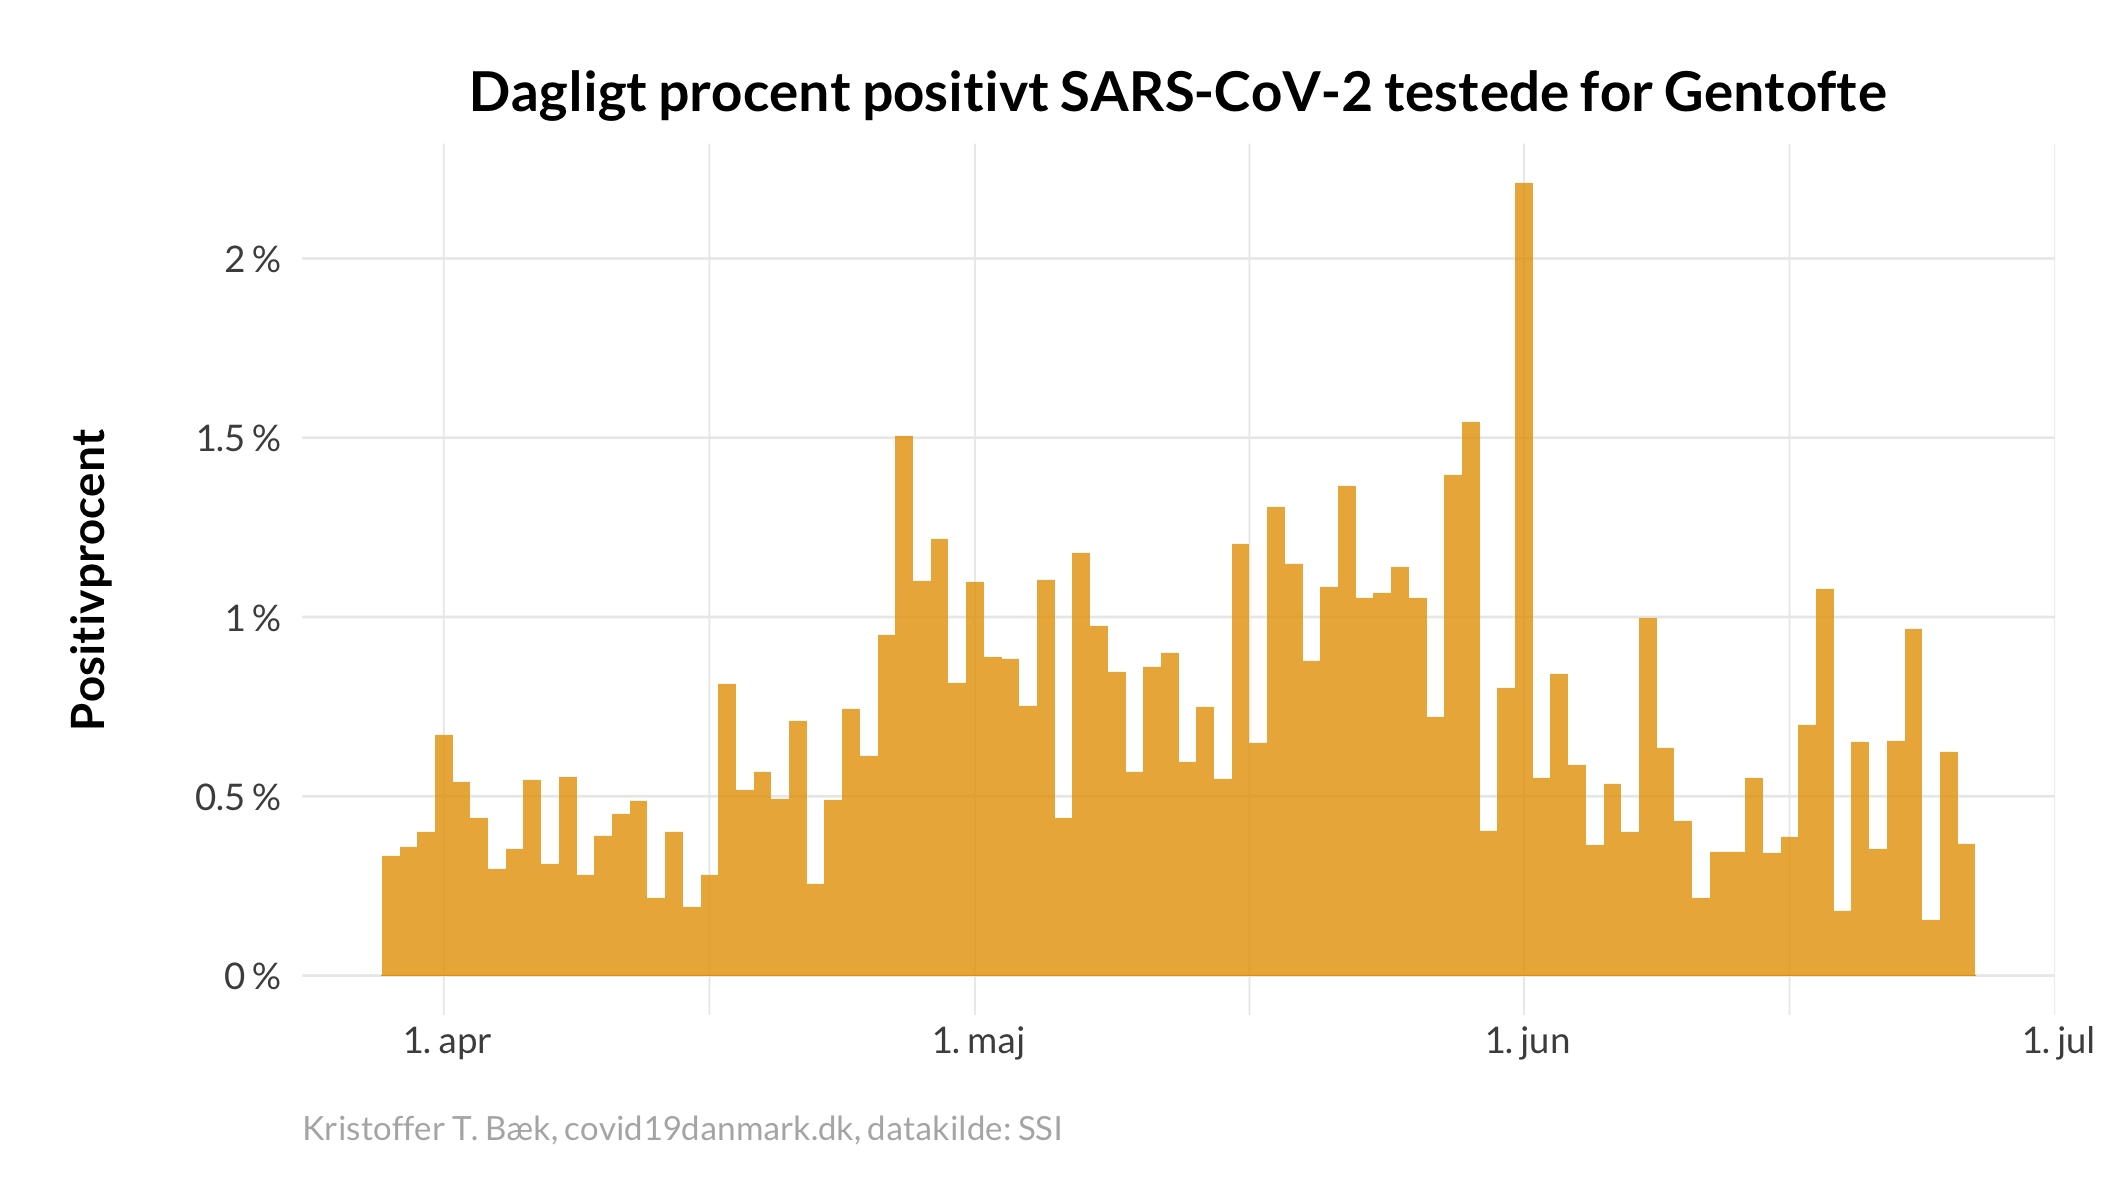 Dagligt procent positivt SARS-CoV-2 testede for Gentofte
Positivprocent
2 %
1.5 %
1 %
0.5 %
0 %
1. apr
1. maj
1. jun
1. jul
Kristoffer T. Bæk, covid19danmark.dk, datakilde: SSI